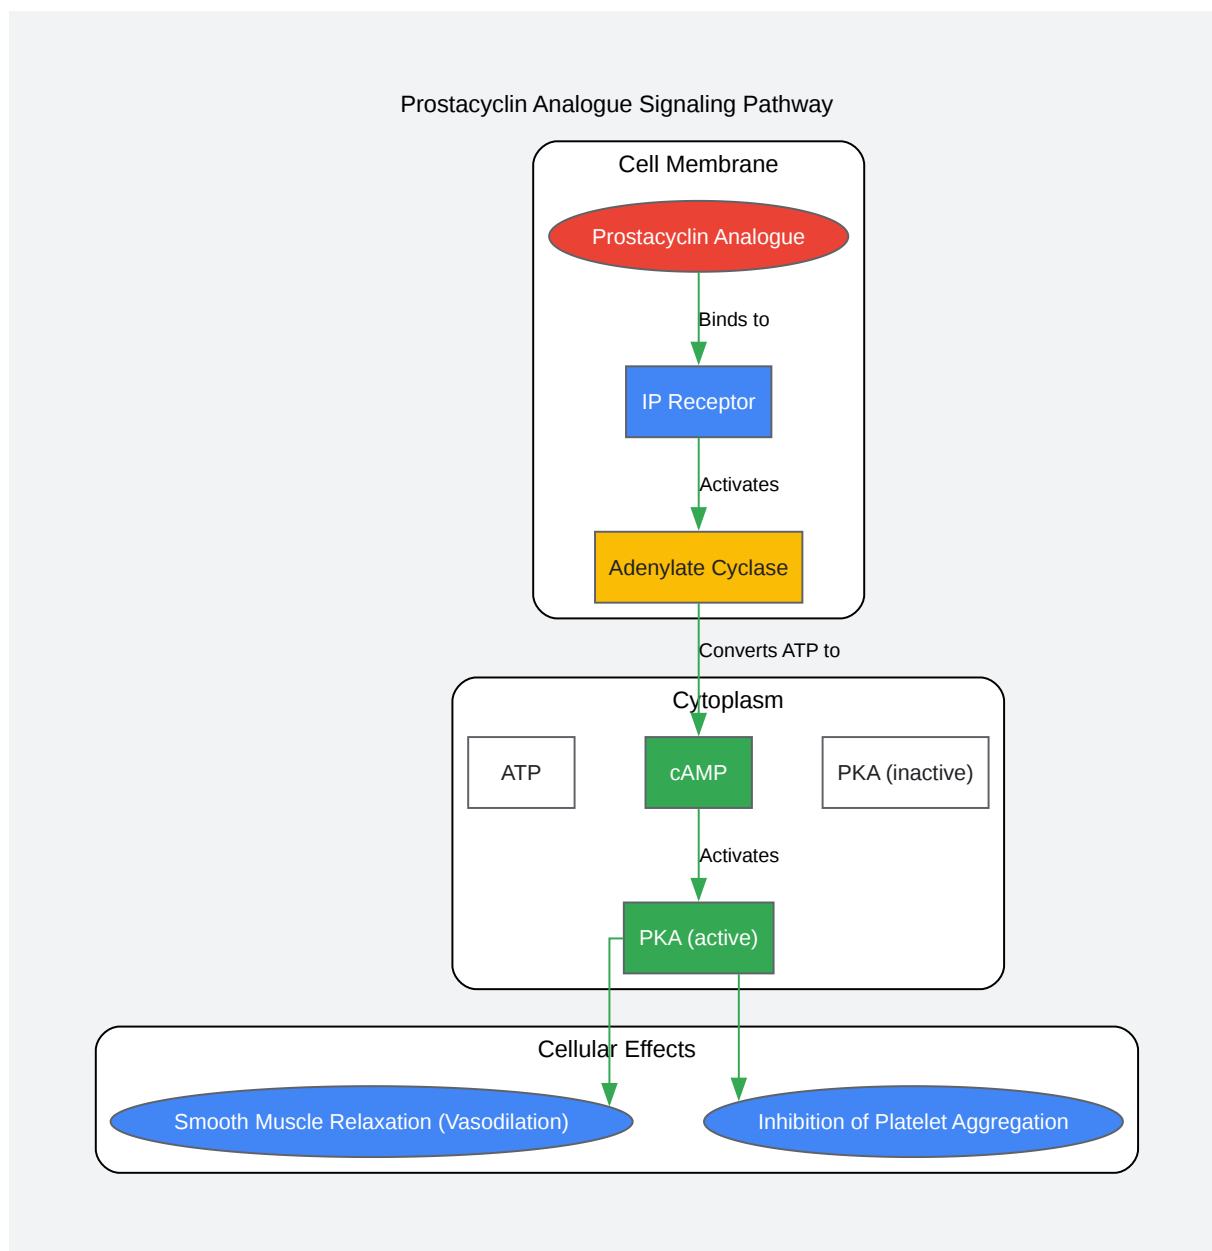 Prostacyclin Analogue Signaling Pathway
Cell Membrane
Prostacyclin Analogue
Binds to
IP Receptor
Activates
Adenylate Cyclase
Converts ATP to
Cytoplasm
ATP
cAMP
PKA (inactive)
Activates
PKA (active)
Cellular Effects
Smooth Muscle Relaxation (Vasodilation)
Inhibition of Platelet Aggregation